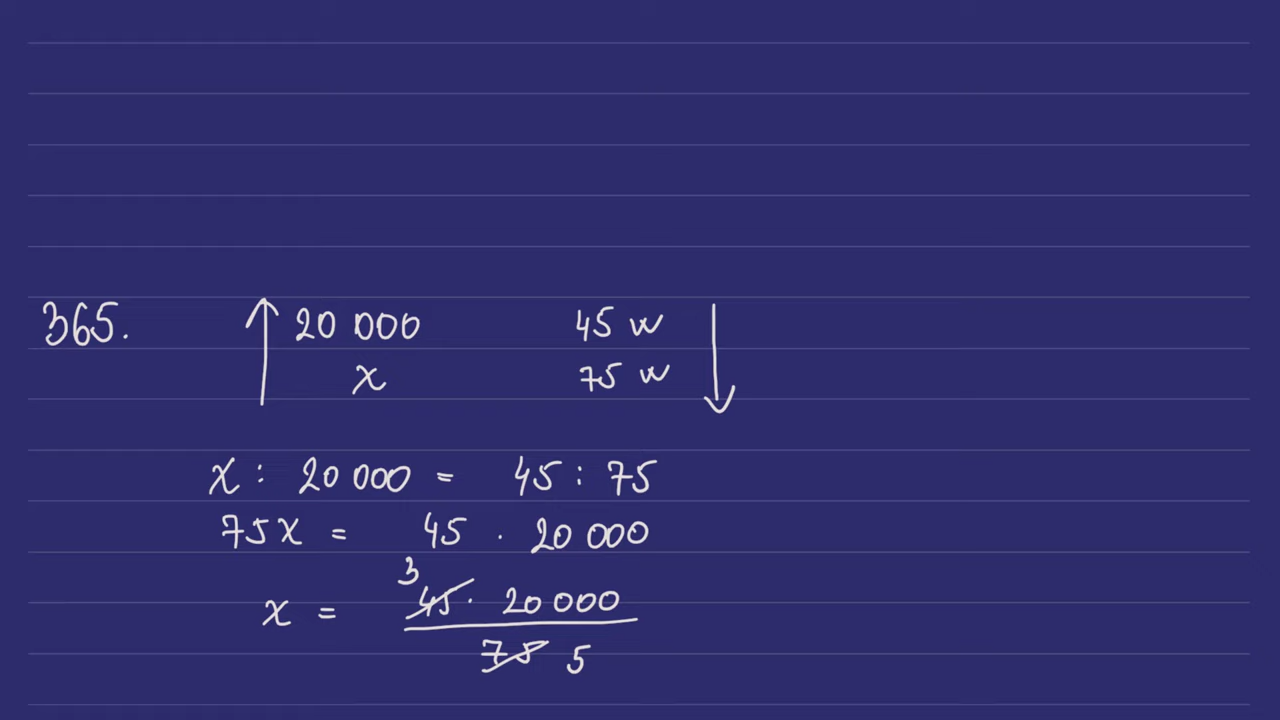 365. ↑ 20 000 45 W ↓
x 75 W
x : 20 000 = 45 : 75
75x = 45 · 20 000
3
x = 45 · 20 000
75 5